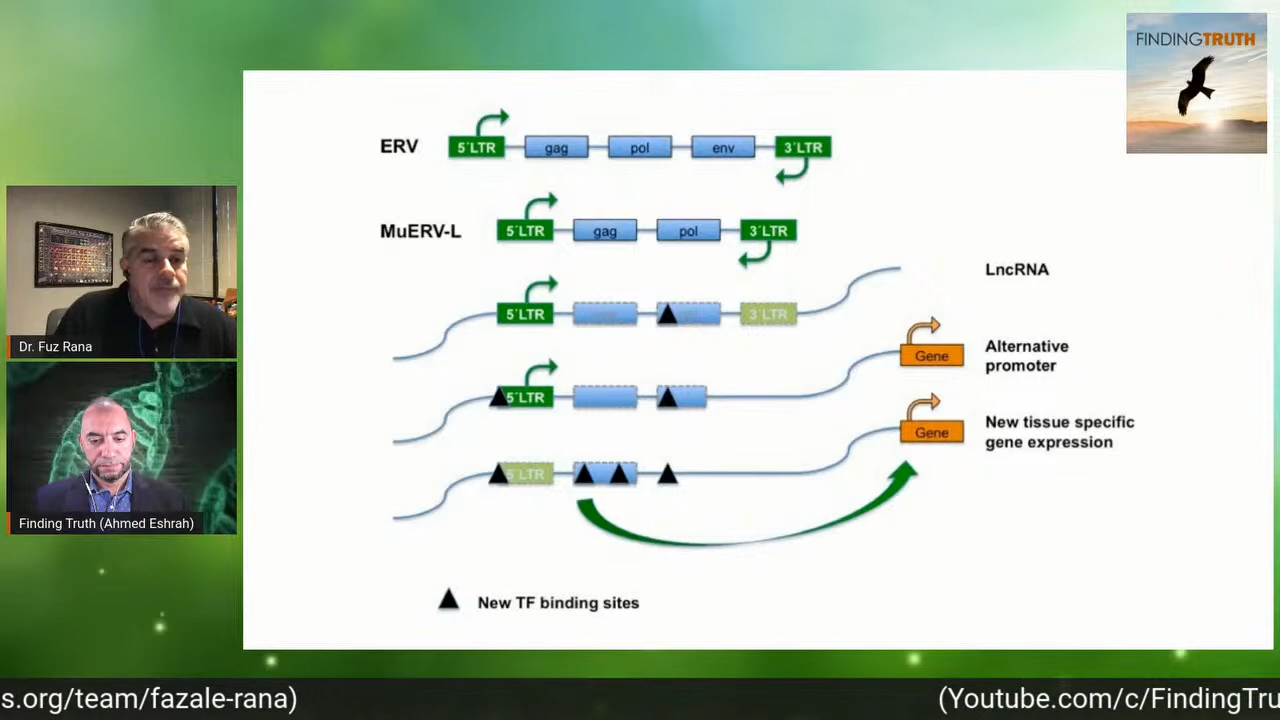 FINDINGTRUTH
ERV
5´LTR
gag
pol
env
3´LTR
MuERV-L
5´LTR
gag
pol
3´LTR
LncRNA
5´LTR
3´LTR
Alternative
promoter
Gene
5´LTR
New tissue specific
gene expression
Gene
5´LTR
New TF binding sites
Dr. Fuz Rana
Finding Truth (Ahmed Eshrah)
s.org/team/fazale-rana)
(Youtube.com/c/FindingTru